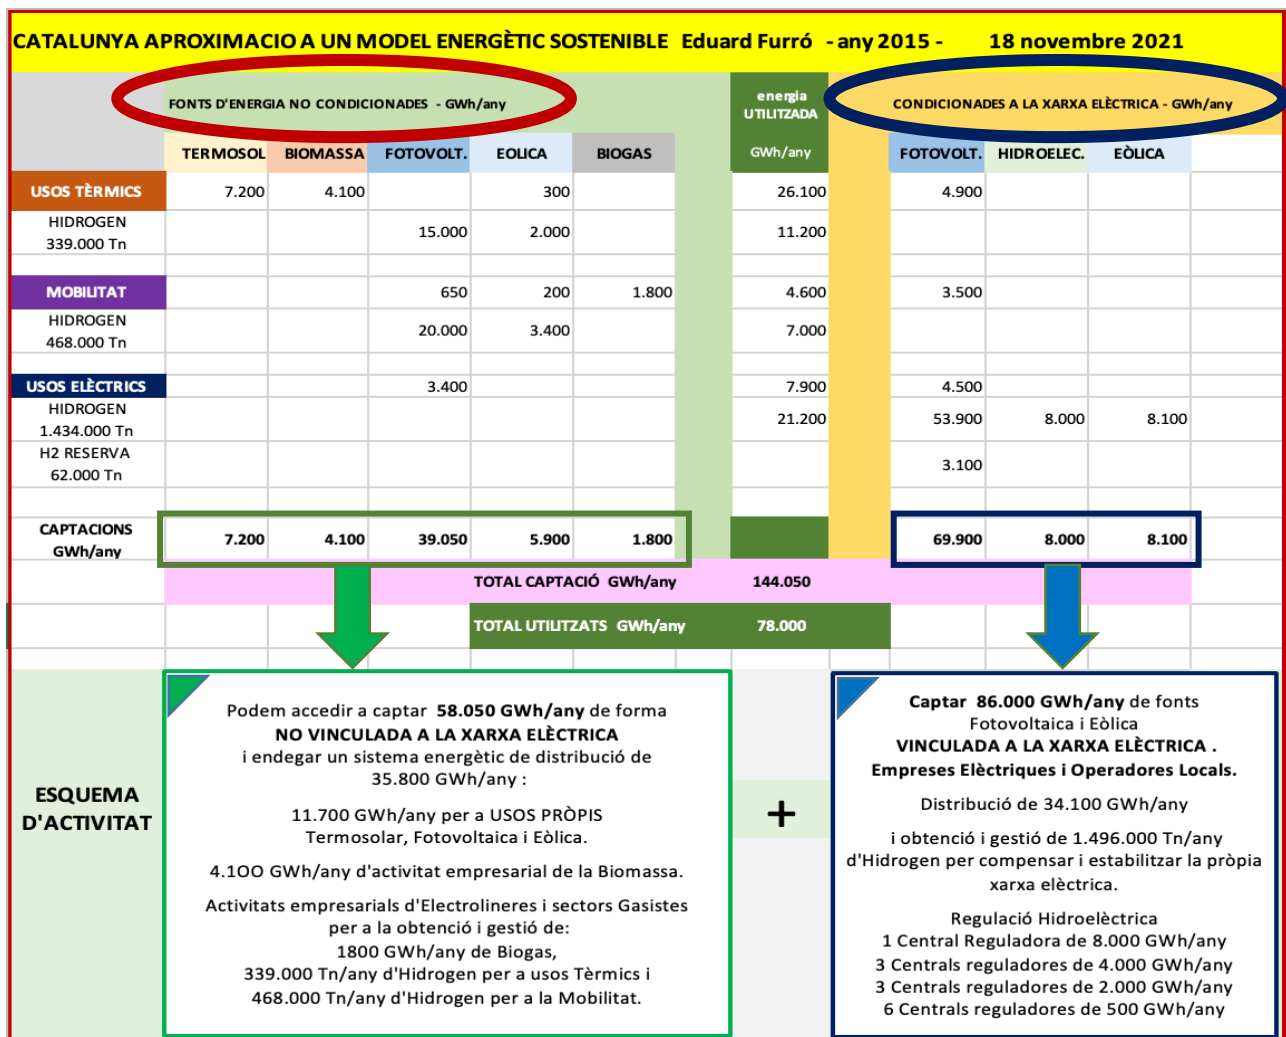 CATALUNYA APROXIMACIO A UN MODEL ENERGÈTIC SOSTENIBLE Eduard Furró - any 2015 - 18 novembre 2021
FONTS D'ENERGIA NO CONDICIONADES - GWh/any
energia
UTILITZADA
GWh/any
CONDICIONADES A LA XARXA ELÈCTRICA - GWh/any
TERMOSOL BIOMASSA FOTOVOLT. EOLICA BIOGAS FOTOVOLT. HIDROELEC. EÒLICA
USOS TÈRMICS 7.200 4.100 300 26.100 4.900
HIDROGEN
339.000 Tn
15.000 2.000 11.200
MOBILITAT 650 200 1.800 4.600 3.500
HIDROGEN
468.000 Tn
20.000 3.400 7.000
USOS ELÈCTRICS 3.400 7.900 4.500
HIDROGEN
1.434.000 Tn
21.200 53.900 8.000 8.100
H2 RESERVA
62.000 Tn
3.100
CAPTACIONS
GWh/any
7.200 4.100 39.050 5.900 1.800 69.900 8.000 8.100
TOTAL CAPTACIÓ GWh/any 144.050
TOTAL UTILITZATS GWh/any 78.000
ESQUEMA
D'ACTIVITAT
Podem accedir a captar 58.050 GWh/any de forma
NO VINCULADA A LA XARXA ELÈCTRICA
i endegar un sistema energètic de distribució de
35.800 GWh/any :
11.700 GWh/any per a USOS PRÒPIS
Termosolar, Fotovoltaica i Eòlica.
4.1OO GWh/any d'activitat empresarial de la Biomassa.
Activitats empresarials d'Electrolineres i sectors Gasistes
per a la obtenció i gestió de:
1800 GWh/any de Biogas,
339.000 Tn/any d'Hidrogen per a usos Tèrmics i
468.000 Tn/any d'Hidrogen per a la Mobilitat.
+
Captar 86.000 GWh/any de fonts
Fotovoltaica i Eòlica
VINCULADA A LA XARXA ELÈCTRICA .
Empreses Elèctriques i Operadores Locals.
Distribució de 34.100 GWh/any
i obtenció i gestió de 1.496.000 Tn/any
d'Hidrogen per compensar i estabilitzar la pròpia
xarxa elèctrica.
Regulació Hidroelèctrica
1 Central Reguladora de 8.000 GWh/any
3 Centrals reguladores de 4.000 GWh/any
3 Centrals reguladores de 2.000 GWh/any
6 Centrals reguladores de 500 GWh/any